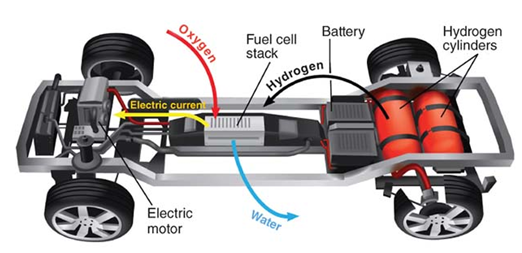 Oxygen
Fuel cell
stack
Battery
Hydrogen
cylinders
Hydrogen
Electric current
Electric
motor
Water